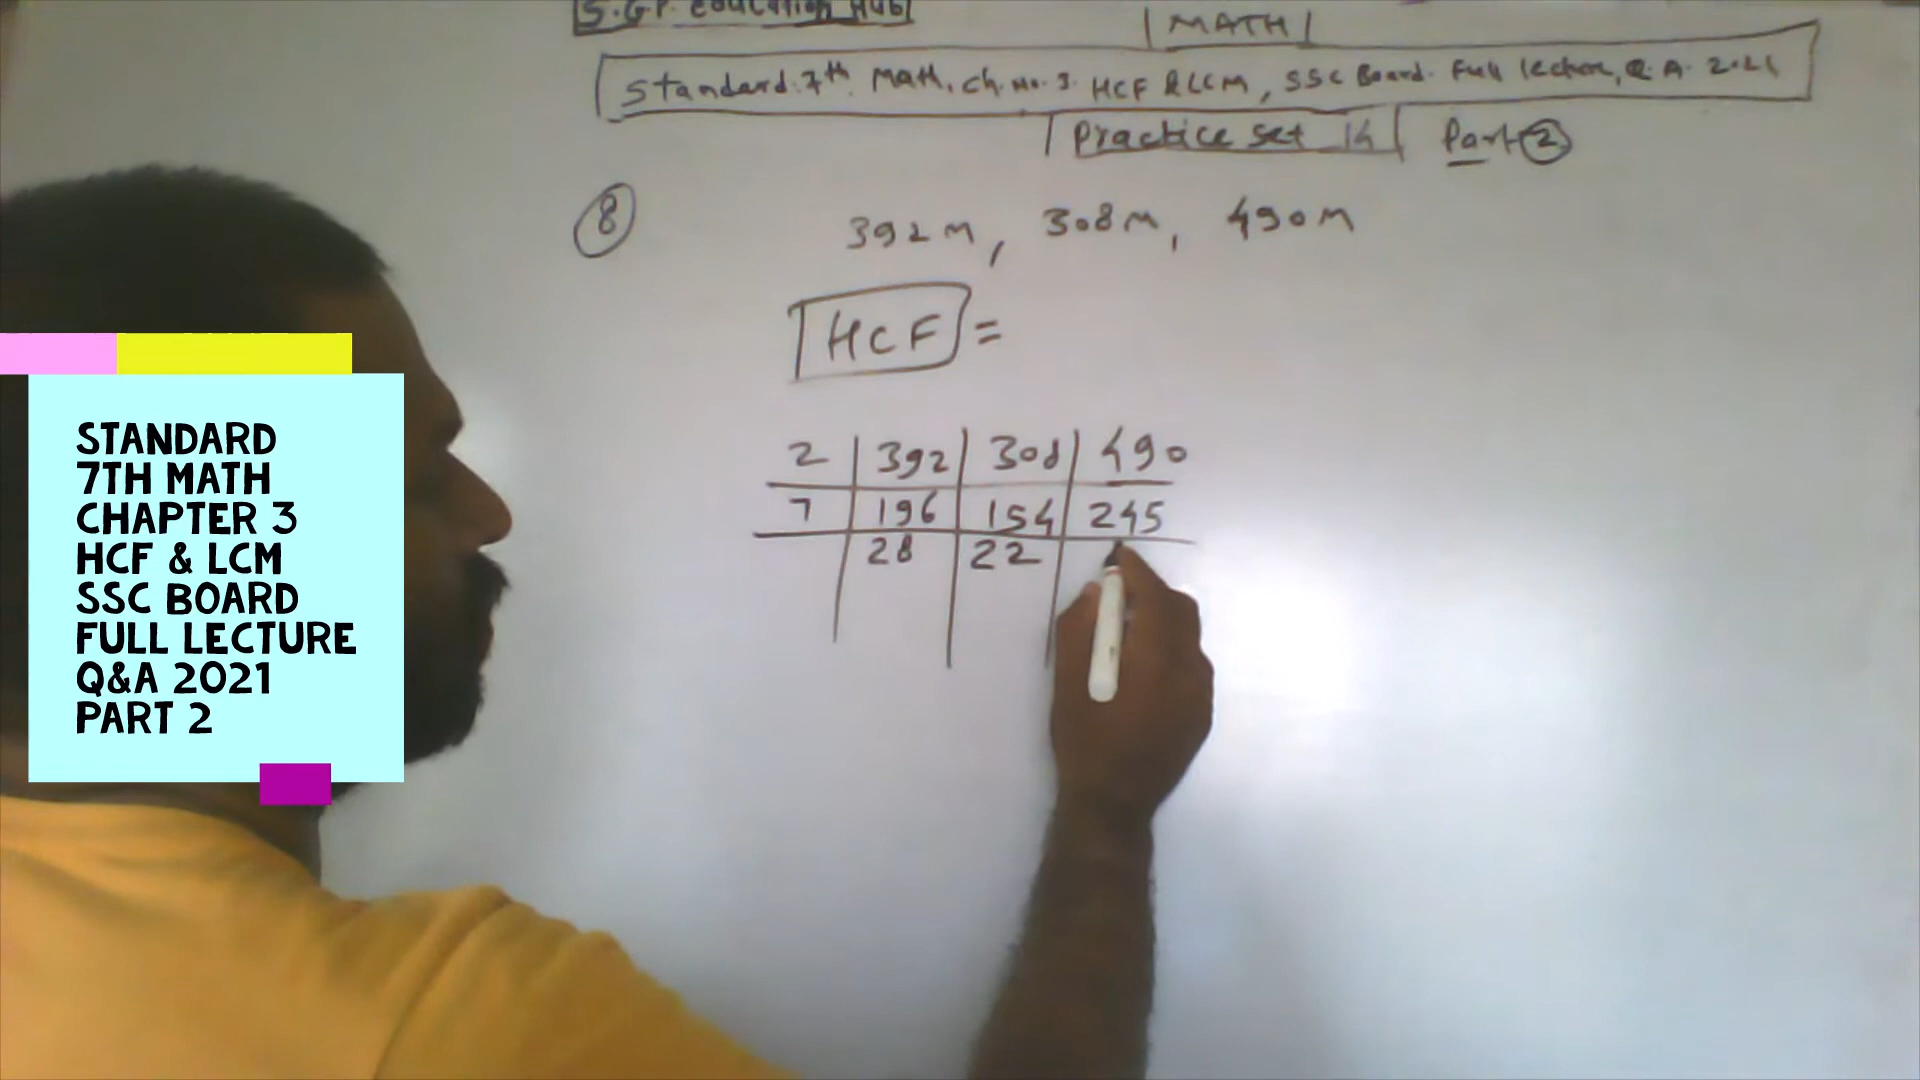 S.GP. Education Hub
MATH
Standard. 7th Math. Ch. No. 3. HCF & LCM, SSC Board. Full lecture, Q. A. 2021
Practice Set 14 Part 2
8 392m, 308m, 490m
HCF =
2 392 308 490
7 196 154 245
28 22
STANDARD
7TH MATH
CHAPTER 3
HCF & LCM
SSC BOARD
FULL LECTURE
Q&A 2021
PART 2